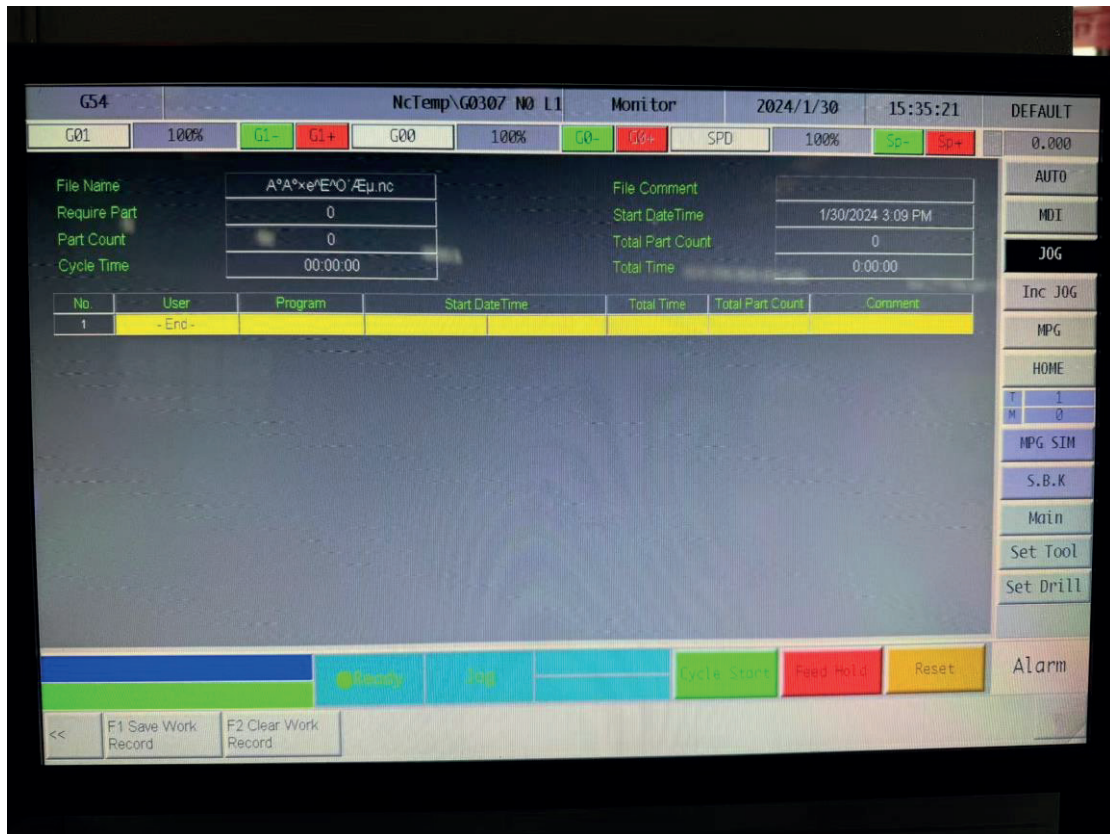 G54 NcTemp\G0307 N0 L1 Monitor 2024/1/30 15:35:21 DEFAULT
G01 100% G1- G1+ G00 100% G0- G0+ SPD 100% Sp- Sp+ 0.000
File Name AºAº×e^E^O´Æµ.nc File Comment
Require Part 0 Start DateTime 1/30/2024 3:09 PM
Part Count 0 Total Part Count 0
Cycle Time 00:00:00 Total Time 0:00:00
No. User Program Start DateTime Total Time Total Part Count Comment
1 - End -
AUTO
MDI
JOG
Inc JOG
MPG
HOME
T 1
M 0
MPG SIM
S.B.K
Main
Set Tool
Set Drill
Ready Jog Cycle Start Feed Hold Reset Alarm
<< F1 Save Work Record F2 Clear Work Record